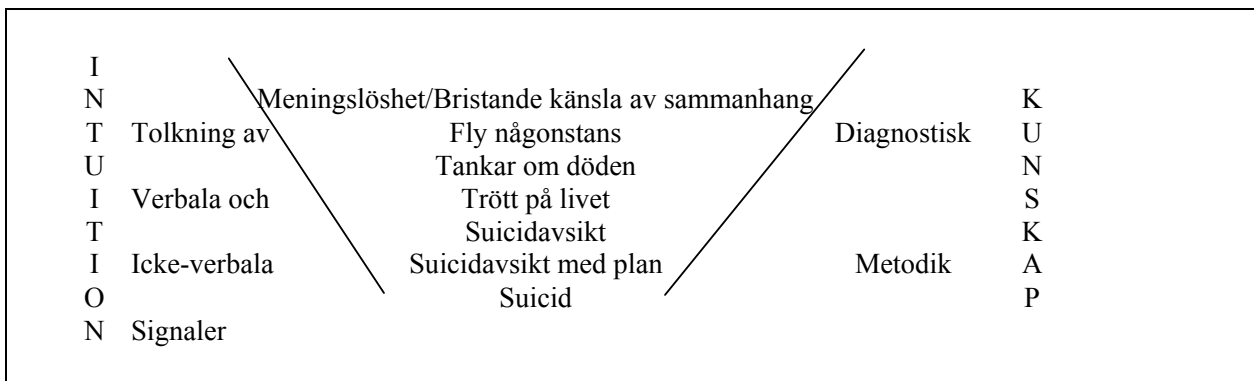 I
N Meningslöshet/Bristande känsla av sammanhang K
T Tolkning av Fly någonstans Diagnostisk U
U Tankar om döden N
I Verbala och Trött på livet S
T Suicidavsikt K
I Icke-verbala Suicidavsikt med plan Metodik A
O Suicid P
N Signaler